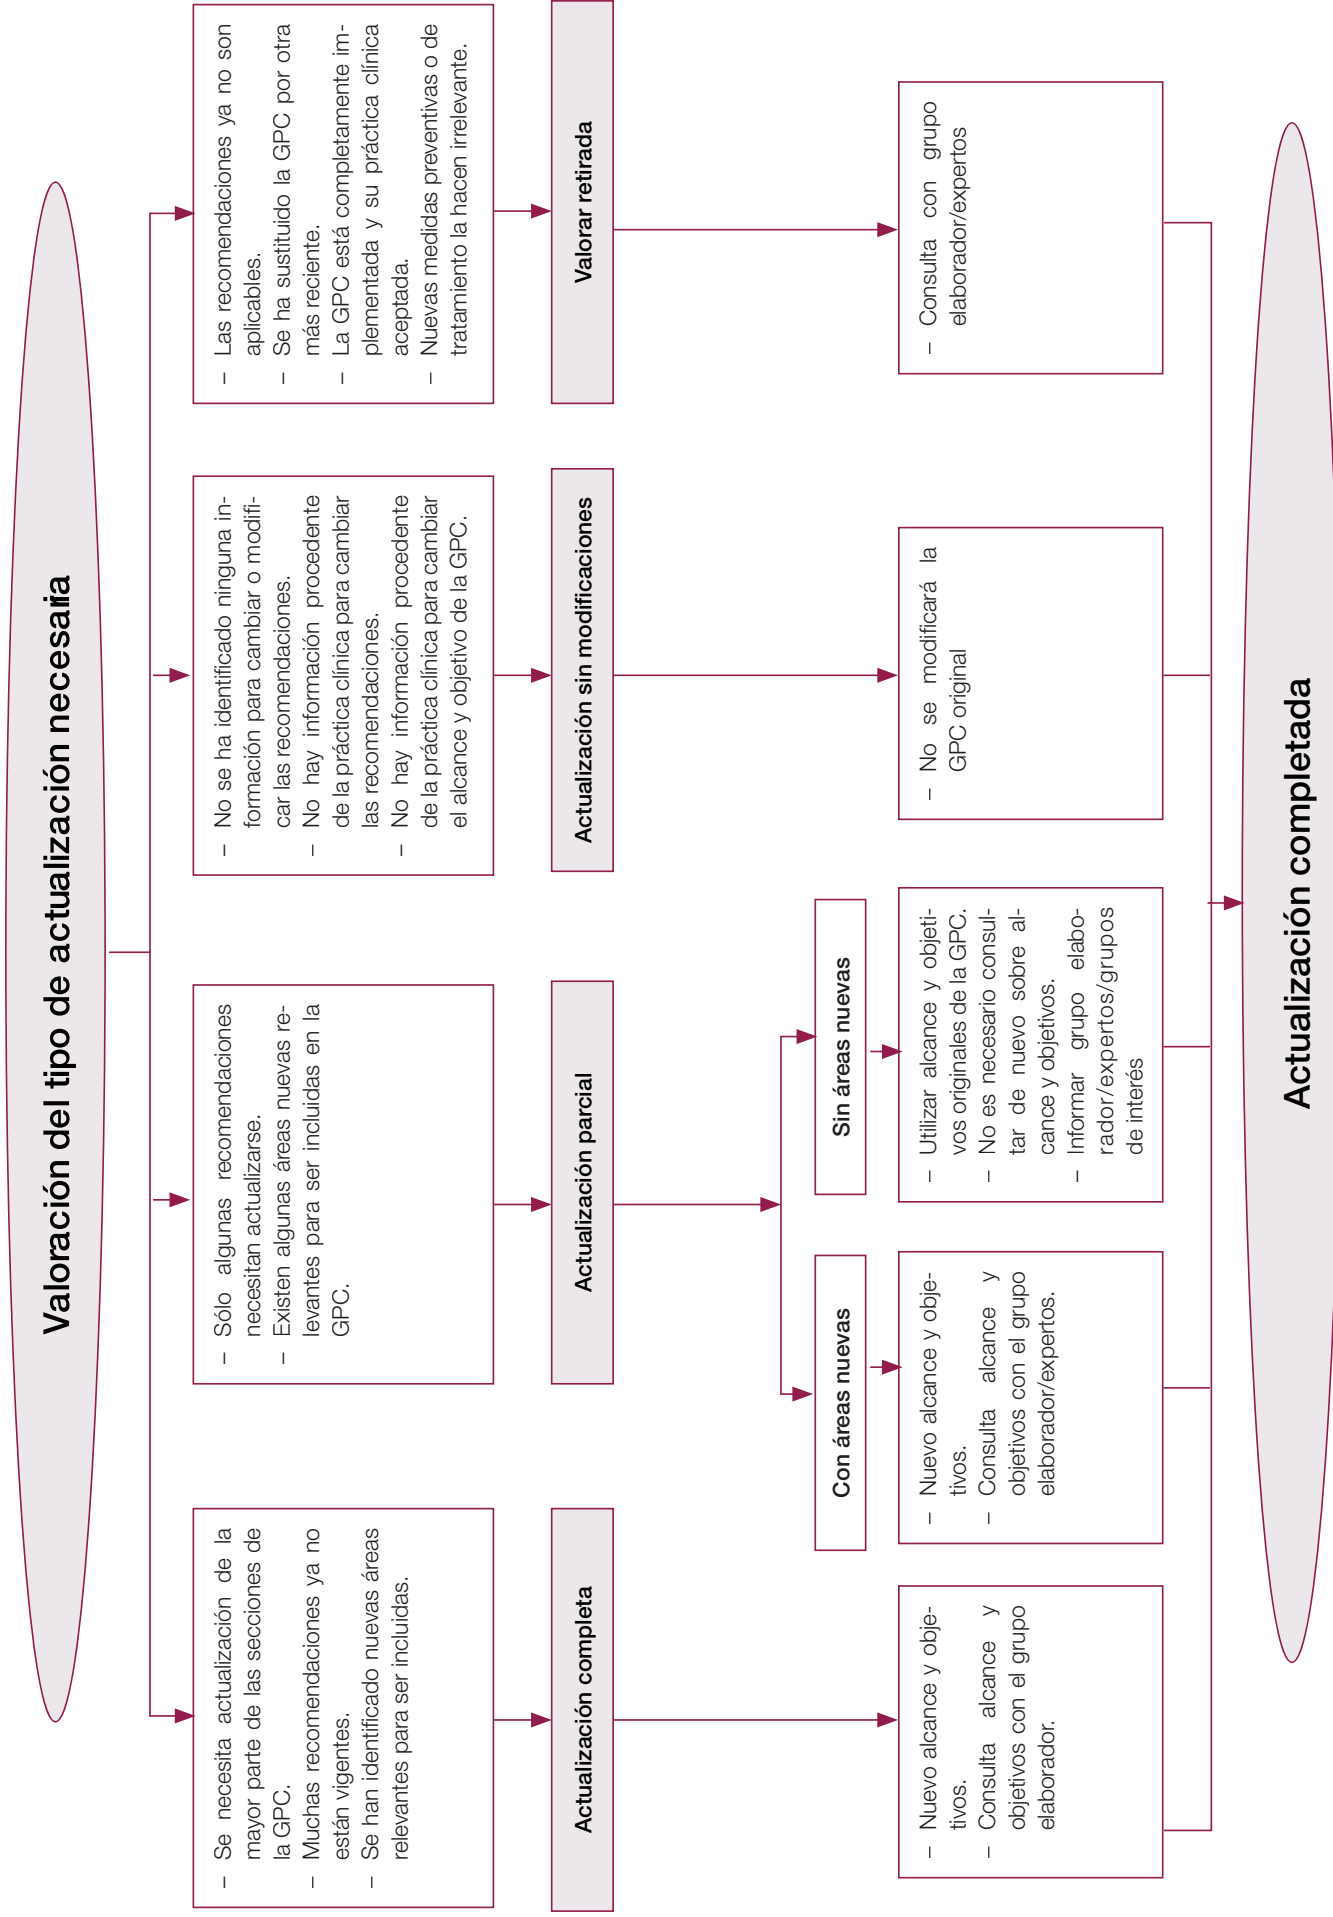 Valoración del tipo de actualización necesaria
– Se necesita actualización de la
mayor parte de las secciones de
la GPC.
– Muchas recomendaciones ya no
están vigentes.
– Se han identificado nuevas áreas
relevantes para ser incluidas.
– Sólo algunas recomendaciones
necesitan actualizarse.
– Existen algunas áreas nuevas re-
levantes para ser incluidas en la
GPC.
– No se ha identificado ninguna in-
formación para cambiar o modifi-
car las recomendaciones.
– No hay información procedente
de la práctica clínica para cambiar
las recomendaciones.
– No hay información procedente
de la práctica clínica para cambiar
el alcance y objetivo de la GPC.
– Las recomendaciones ya no son
aplicables.
– Se ha sustituido la GPC por otra
más reciente.
– La GPC está completamente im-
plementada y su práctica clínica
aceptada.
– Nuevas medidas preventivas o de
tratamiento la hacen irrelevante.
Actualización completa
Actualización parcial
Actualización sin modificaciones
Valorar retirada
Con áreas nuevas
Sin áreas nuevas
– Nuevo alcance y obje-
tivos.
– Consulta alcance y
objetivos con el grupo
elaborador.
– Nuevo alcance y obje-
tivos.
– Consulta alcance y
objetivos con el grupo
elaborador/expertos.
– Utilizar alcance y objeti-
vos originales de la GPC.
– No es necesario consul-
tar de nuevo sobre al-
cance y objetivos.
– Informar grupo elabo-
rador/expertos/grupos
de interés
– No se modificará la
GPC original
– Consulta con grupo
elaborador/expertos
Actualización completada